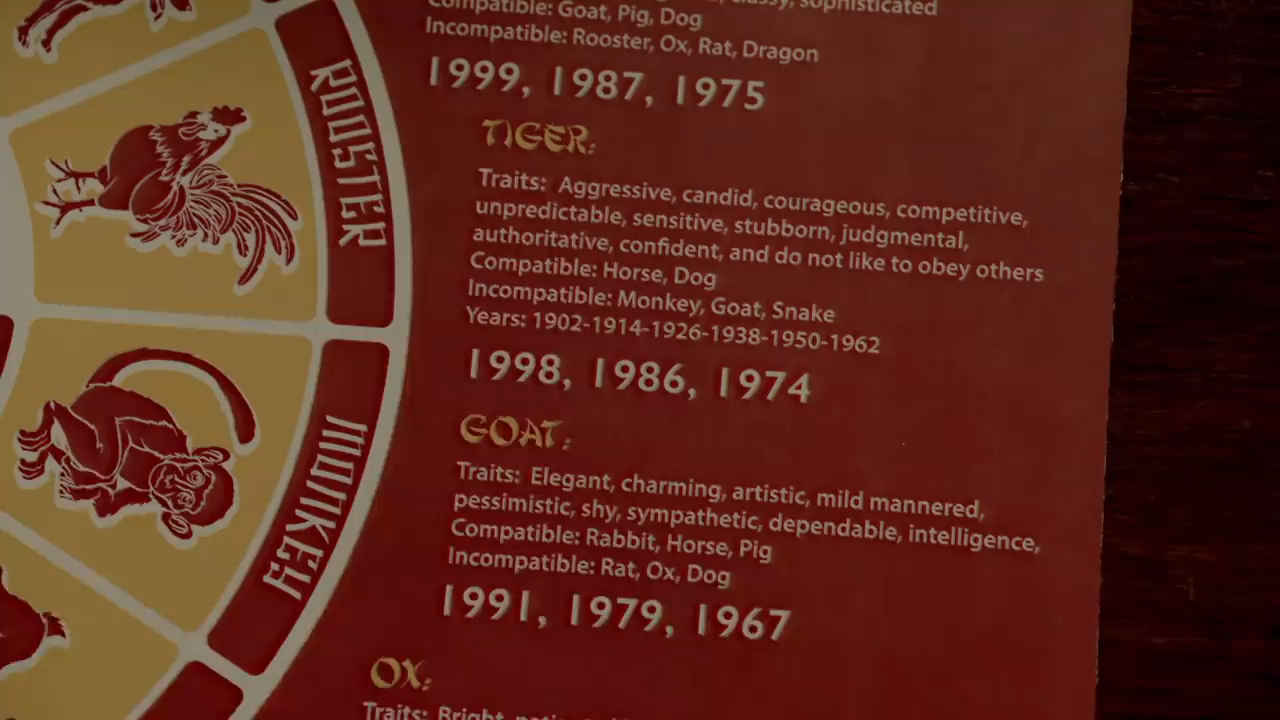 sophisticated
Compatible: Goat, Pig, Dog
Incompatible: Rooster, Ox, Rat, Dragon
1999, 1987, 1975
TIGER:
Traits: Aggressive, candid, courageous, competitive,
unpredictable, sensitive, stubborn, judgmental,
authoritative, confident, and do not like to obey others
Compatible: Horse, Dog
Incompatible: Monkey, Goat, Snake
Years: 1902-1914-1926-1938-1950-1962
1998, 1986, 1974
GOAT:
Traits: Elegant, charming, artistic, mild mannered,
pessimistic, shy, sympathetic, dependable, intelligence,
Compatible: Rabbit, Horse, Pig
Incompatible: Rat, Ox, Dog
1991, 1979, 1967
OX:
Traits: Bright,
ROOSTER
MONKEY